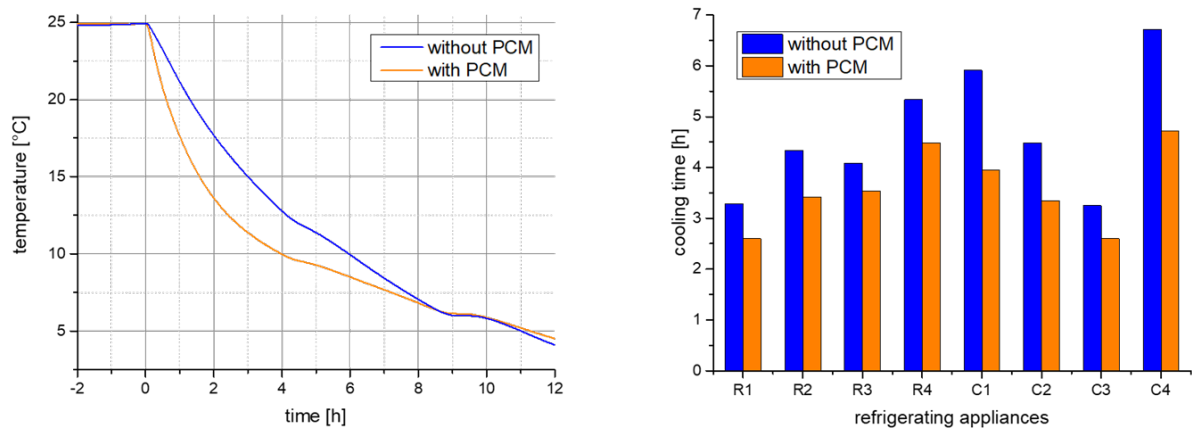 25
20
15
10
5
-2 0 2 4 6 8 10 12
temperature [°C]
time [h]
without PCM
with PCM
7
6
5
4
3
2
1
0
R1 R2 R3 R4 C1 C2 C3 C4
cooling time [h]
refrigerating appliances
without PCM
with PCM